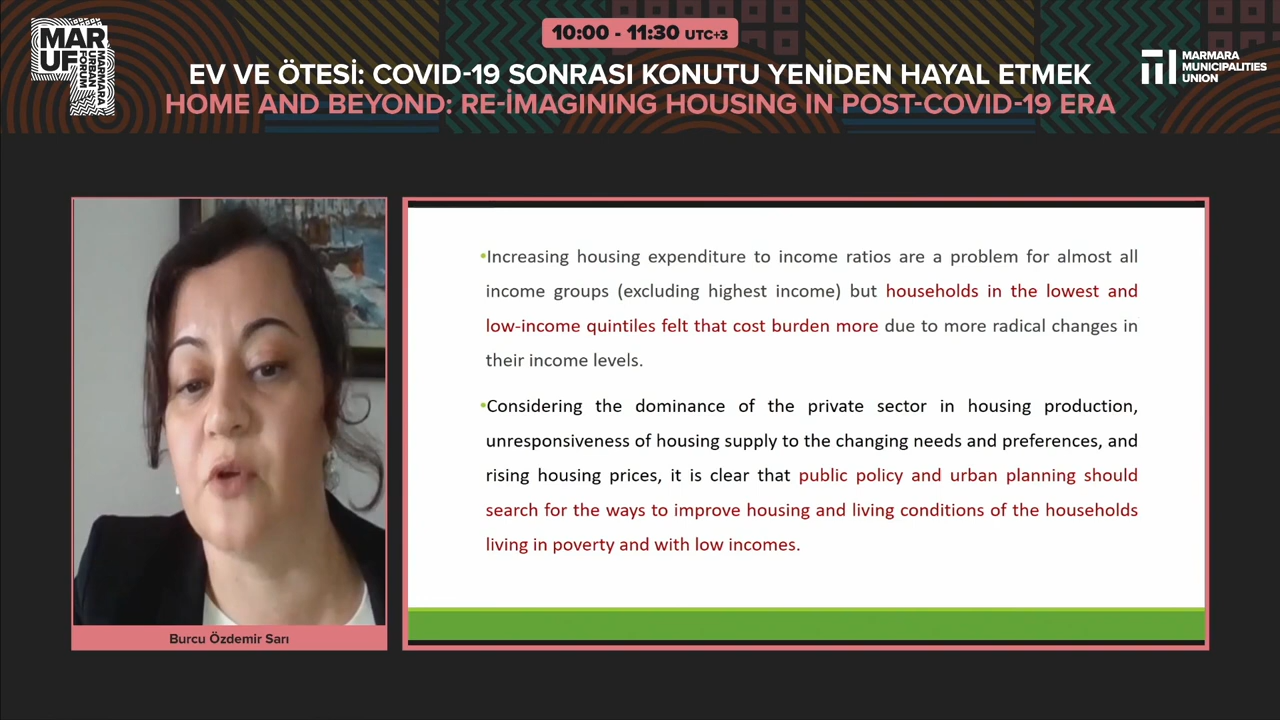 MAR
UF
MARMARA
URBAN
FORUM
10:00 - 11:30 UTC+3
EV VE ÖTESİ: COVID-19 SONRASI KONUTU YENİDEN HAYAL ETMEK
HOME AND BEYOND: RE-İMAGINING HOUSING IN POST-COVID-19 ERA
MARMARA
MUNICIPALITIES
UNION
•Increasing housing expenditure to income ratios are a problem for almost all
income groups (excluding highest income) but households in the lowest and
low-income quintiles felt that cost burden more due to more radical changes in
their income levels.
•Considering the dominance of the private sector in housing production,
unresponsiveness of housing supply to the changing needs and preferences, and
rising housing prices, it is clear that public policy and urban planning should
search for the ways to improve housing and living conditions of the households
living in poverty and with low incomes.
Burcu Özdemir Sarı